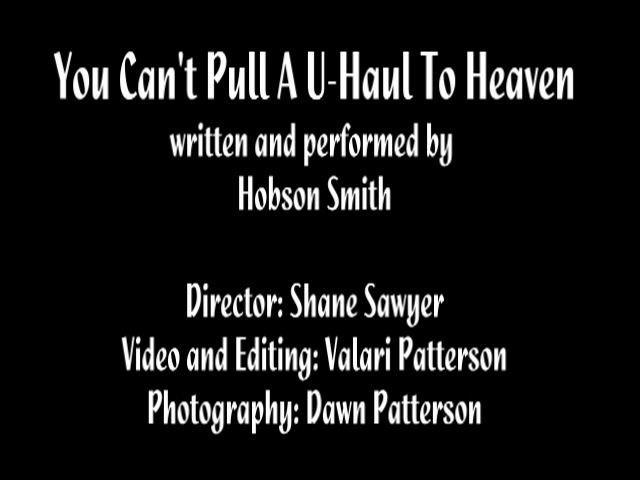 You Can't Pull A U-Haul To Heaven
written and performed by
Hobson Smith
Director: Shane Sawyer
Video and Editing: Valari Patterson
Photography: Dawn Patterson